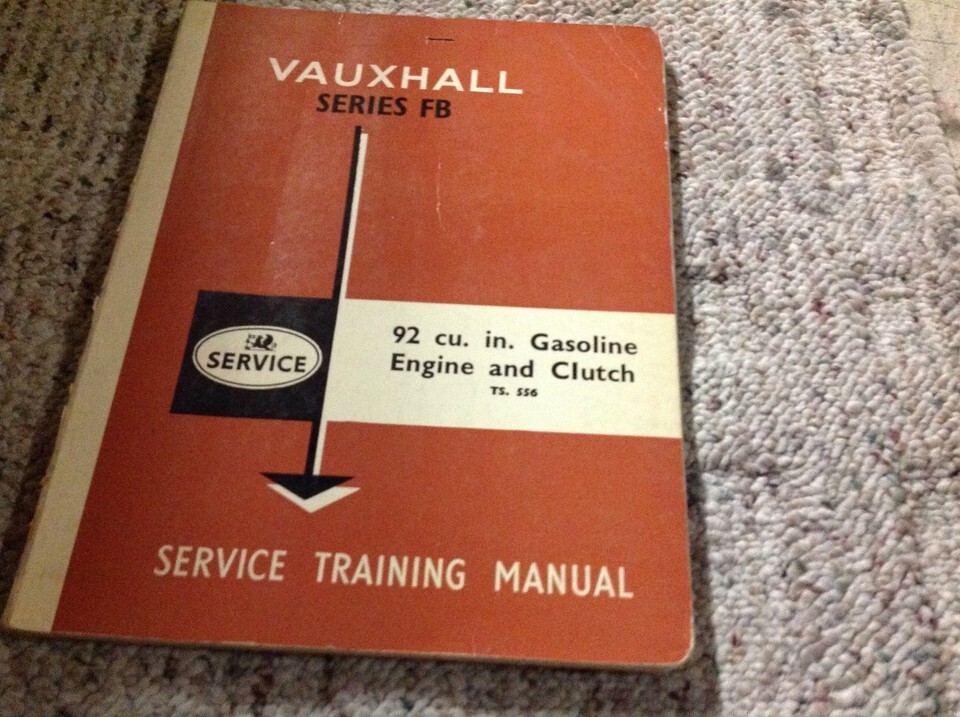 VAUXHALL
SERIES FB
SERVICE
92 cu. in. Gasoline
Engine and Clutch
TS. 556
SERVICE TRAINING MANUAL